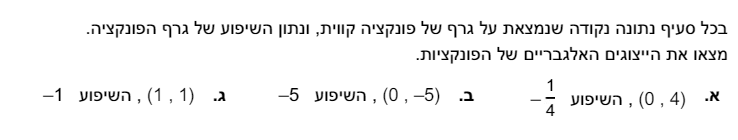 בכל סעיף נתונה נקודה שנמצאת על גרף של פונקציה קווית, ונתון השיפוע של גרף הפונקציה.
מצאו את הייצוגים האלגבריים של הפונקציות.
א. (0 , 4) , השיפוע −1/4 ב. (0 , −5) , השיפוע −5 ג. (1 , 1) , השיפוע −1